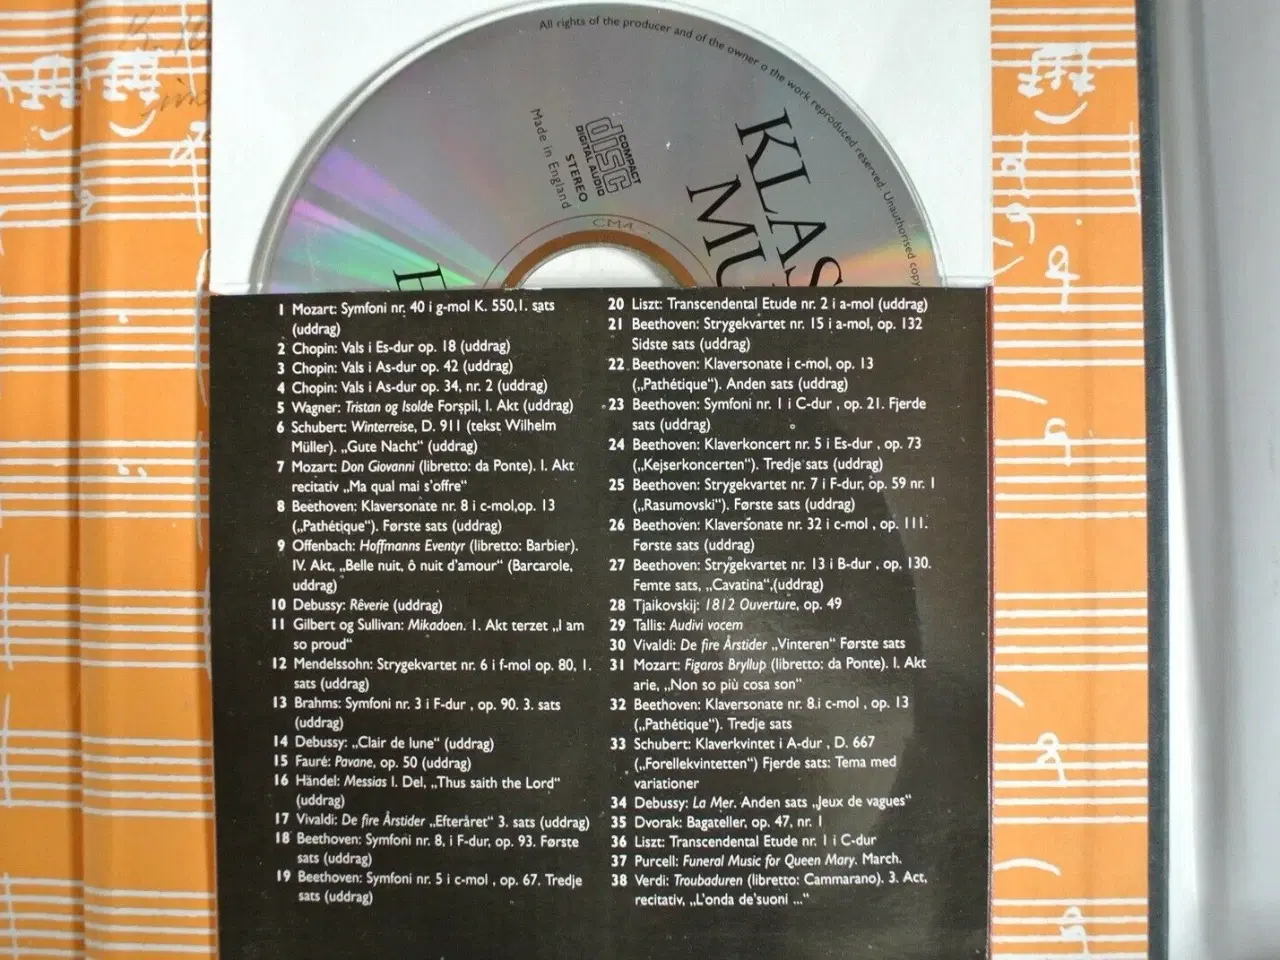 All rights of the producer and of the owner o the work reproduced reserved. Unauthorised copy
KLAS
MU
Made in England
COMPACT
disc
DIGITAL AUDIO
STEREO
CM4
1 Mozart: Symfoni nr. 40 i g-mol K. 550,1. sats
(uddrag)
2 Chopin: Vals i Es-dur op. 18 (uddrag)
3 Chopin: Vals i As-dur op. 42 (uddrag)
4 Chopin: Vals i As-dur op. 34, nr. 2 (uddrag)
5 Wagner: Tristan og Isolde Forspil, I. Akt (uddrag)
6 Schubert: Winterreise, D. 911 (tekst Wilhelm
Müller). „Gute Nacht“ (uddrag)
7 Mozart: Don Giovanni (libretto: da Ponte). I. Akt
recitativ „Ma qual mai s'offre“
8 Beethoven: Klaversonate nr. 8 i c-mol,op. 13
(„Pathétique“). Første sats (uddrag)
9 Offenbach: Hoffmanns Eventyr (libretto: Barbier).
IV. Akt, „Belle nuit, ô nuit d'amour“ (Barcarole,
uddrag)
10 Debussy: Rêverie (uddrag)
11 Gilbert og Sullivan: Mikadoen. I. Akt terzet „I am
so proud“
12 Mendelssohn: Strygekvartet nr. 6 i f-mol op. 80, 1.
sats (uddrag)
13 Brahms: Symfoni nr. 3 i F-dur , op. 90. 3. sats
(uddrag)
14 Debussy: „Clair de lune“ (uddrag)
15 Fauré: Pavane, op. 50 (uddrag)
16 Händel: Messias I. Del, „Thus saith the Lord“
(uddrag)
17 Vivaldi: De fire Årstider „Efteråret“ 3. sats (uddrag)
18 Beethoven: Symfoni nr. 8, i F-dur, op. 93. Første
sats (uddrag)
19 Beethoven: Symfoni nr. 5 i c-mol , op. 67. Tredje
sats (uddrag)
20 Liszt: Transcendental Etude nr. 2 i a-mol (uddrag)
21 Beethoven: Strygekvartet nr. 15 i a-mol, op. 132
Sidste sats (uddrag)
22 Beethoven: Klaversonate i c-mol, op. 13
(„Pathétique“). Anden sats (uddrag)
23 Beethoven: Symfoni nr. 1 i C-dur , op. 21. Fjerde
sats (uddrag)
24 Beethoven: Klaverkoncert nr. 5 i Es-dur , op. 73
(„Kejserkoncerten“). Tredje sats (uddrag)
25 Beethoven: Strygekvartet nr. 7 i F-dur, op. 59 nr. 1
(„Rasumovski“). Første sats (uddrag)
26 Beethoven: Klaversonate nr. 32 i c-mol , op. 111.
Første sats (uddrag)
27 Beethoven: Strygekvartet nr. 13 i B-dur , op. 130.
Femte sats, „Cavatina“,(uddrag)
28 Tjaikovskij: 1812 Ouverture, op. 49
29 Tallis: Audivi vocem
30 Vivaldi: De fire Årstider „Vinteren“ Første sats
31 Mozart: Figaros Bryllup (libretto: da Ponte). I. Akt
arie, „Non so più cosa son“
32 Beethoven: Klaversonate nr. 8.i c-mol , op. 13
(„Pathétique“). Tredje sats
33 Schubert: Klaverkvintet i A-dur , D. 667
(„Forellekvintetten“) Fjerde sats: Tema med
variationer
34 Debussy: La Mer. Anden sats „Jeux de vagues“
35 Dvorak: Bagateller, op. 47, nr. 1
36 Liszt: Transcendental Etude nr. 1 i C-dur
37 Purcell: Funeral Music for Queen Mary. March.
38 Verdi: Troubaduren (libretto: Cammarano). 3. Act,
recitativ, „L'onda de'suoni ...“